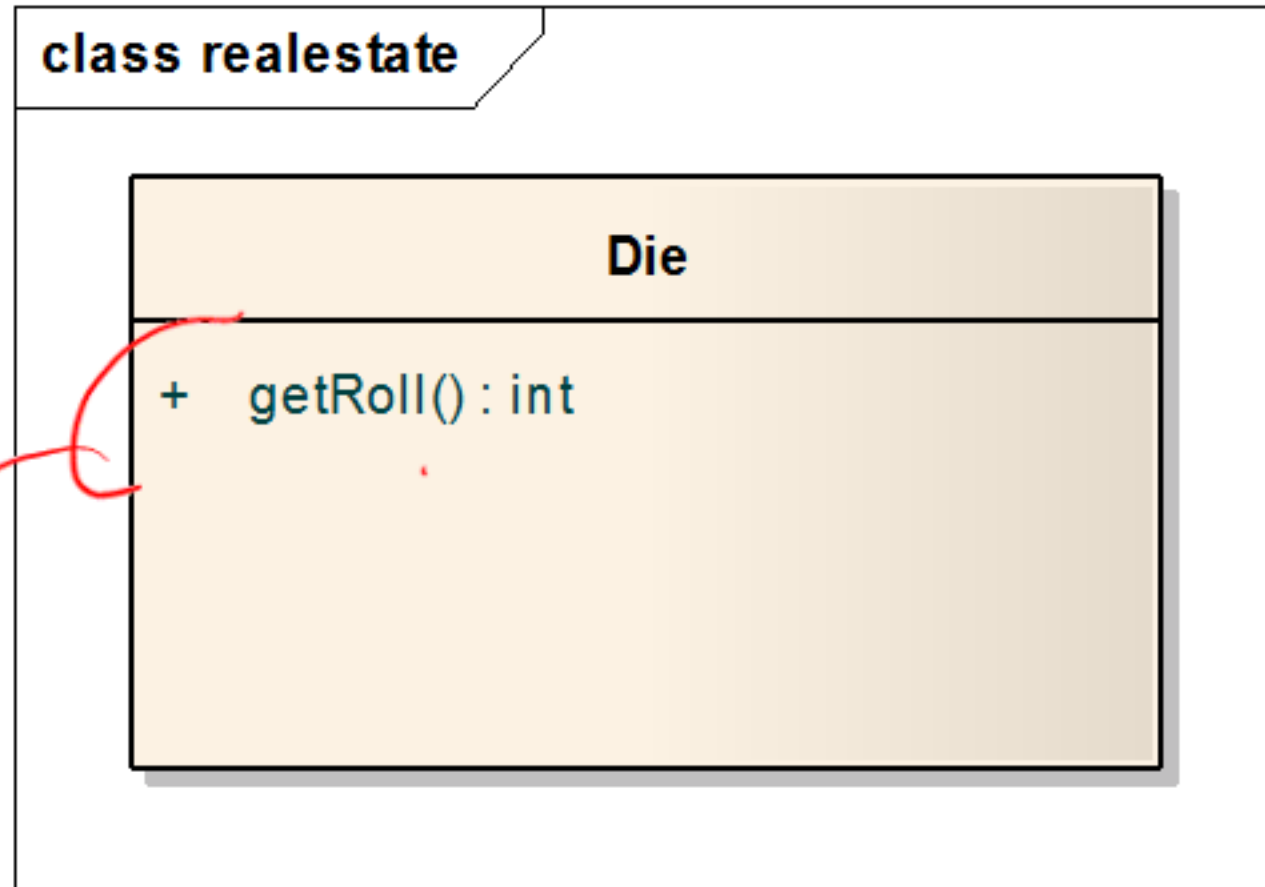 class realestate
Die
+ getRoll() : int